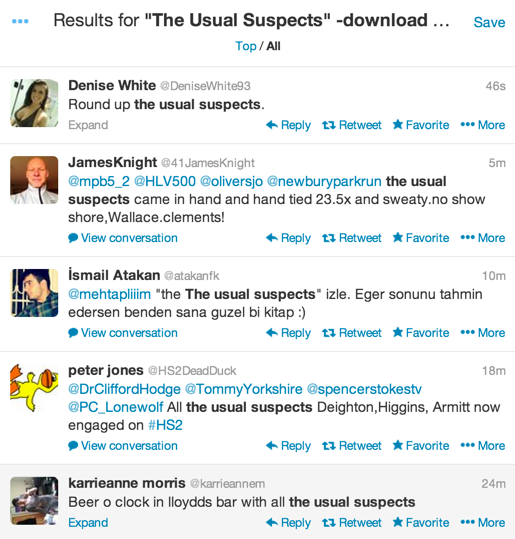 ••• Results for "The Usual Suspects" -download ... Save
Top / All
Denise White @DeniseWhite93 46s
Round up the usual suspects.
Expand Reply Retweet Favorite ••• More
JamesKnight @41JamesKnight 5m
@mpb5_2 @HLV500 @oliversjo @newburyparkrun the usual
suspects came in hand and hand tied 23.5x and sweaty.no show
shore,Wallace.clements!
View conversation Reply Retweet Favorite ••• More
İsmail Atakan @atakanfk 10m
@mehtapliiim "the The usual suspects" izle. Eger sonunu tahmin
edersen benden sana guzel bi kitap :)
View conversation Reply Retweet Favorite ••• More
peter jones @HS2DeadDuck 18m
@DrCliffordHodge @TommyYorkshire @spencerstokestv
@PC_Lonewolf All the usual suspects Deighton,Higgins, Armitt now
engaged on #HS2
View conversation Reply Retweet Favorite ••• More
karrieanne morris @karrieannem 24m
Beer o clock in lloydds bar with all the usual suspects
Expand Reply Retweet Favorite ••• More